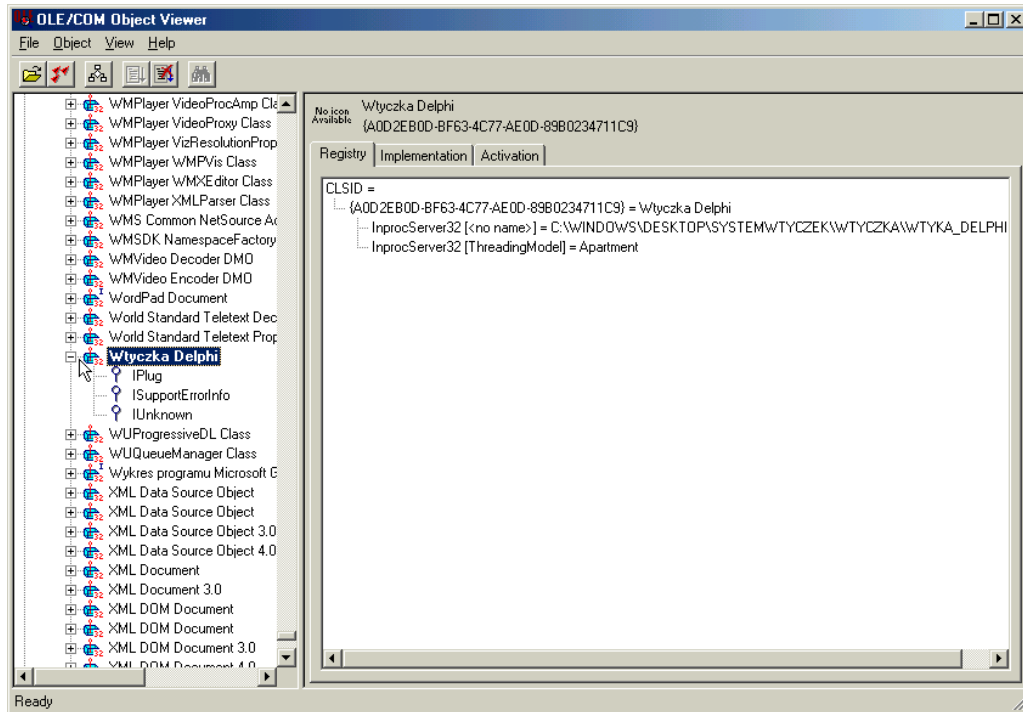 OLE/COM Object Viewer
File Object View Help
WMPlayer VideoProcAmp Cla
WMPlayer VideoProxy Class
WMPlayer VizResolutionProp
WMPlayer WMPVis Class
WMPlayer WMXEditor Class
WMPlayer XMLParser Class
WMS Common NetSource Ac
WMSDK NamespaceFactory
WMVideo Decoder DMO
WMVideo Encoder DMO
WordPad Document
World Standard Teletext Dec
World Standard Teletext Prop
Wtyczka Delphi
IPlug
ISupportErrorInfo
IUnknown
WUProgressiveDL Class
WUQueueManager Class
Wykres programu Microsoft G
XML Data Source Object
XML Data Source Object
XML Data Source Object 3.0
XML Data Source Object 4.0
XML Document
XML Document 3.0
XML DOM Document
XML DOM Document
XML DOM Document 3.0
XML DOM Document 4.0
No icon Available
Wtyczka Delphi
{A0D2EB0D-BF63-4C77-AE0D-89B0234711C9}
Registry Implementation Activation
CLSID =
{A0D2EB0D-BF63-4C77-AE0D-89B0234711C9} = Wtyczka Delphi
InprocServer32 [<no name>] = C:\WINDOWS\DESKTOP\SYSTEMWTYCZEK\WTYCZKA\WTYKA_DELPHI
InprocServer32 [ThreadingModel] = Apartment
Ready